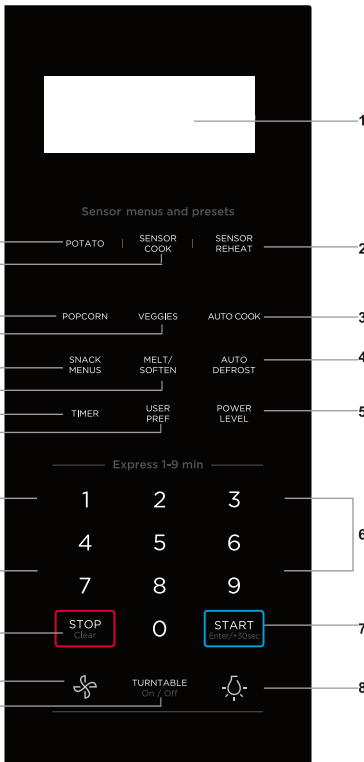 1
Sensor menus and presets
POTATO | SENSOR COOK | SENSOR REHEAT 2
POPCORN VEGGIES AUTO COOK 3
SNACK MENUS MELT/ SOFTEN AUTO DEFROST 4
TIMER USER PREF POWER LEVEL 5
Express 1-9 min
1 2 3
4 5 6 6
7 8 9
STOP Clear 0 START Enter/+30sec 7
TURNTABLE On / Off 8